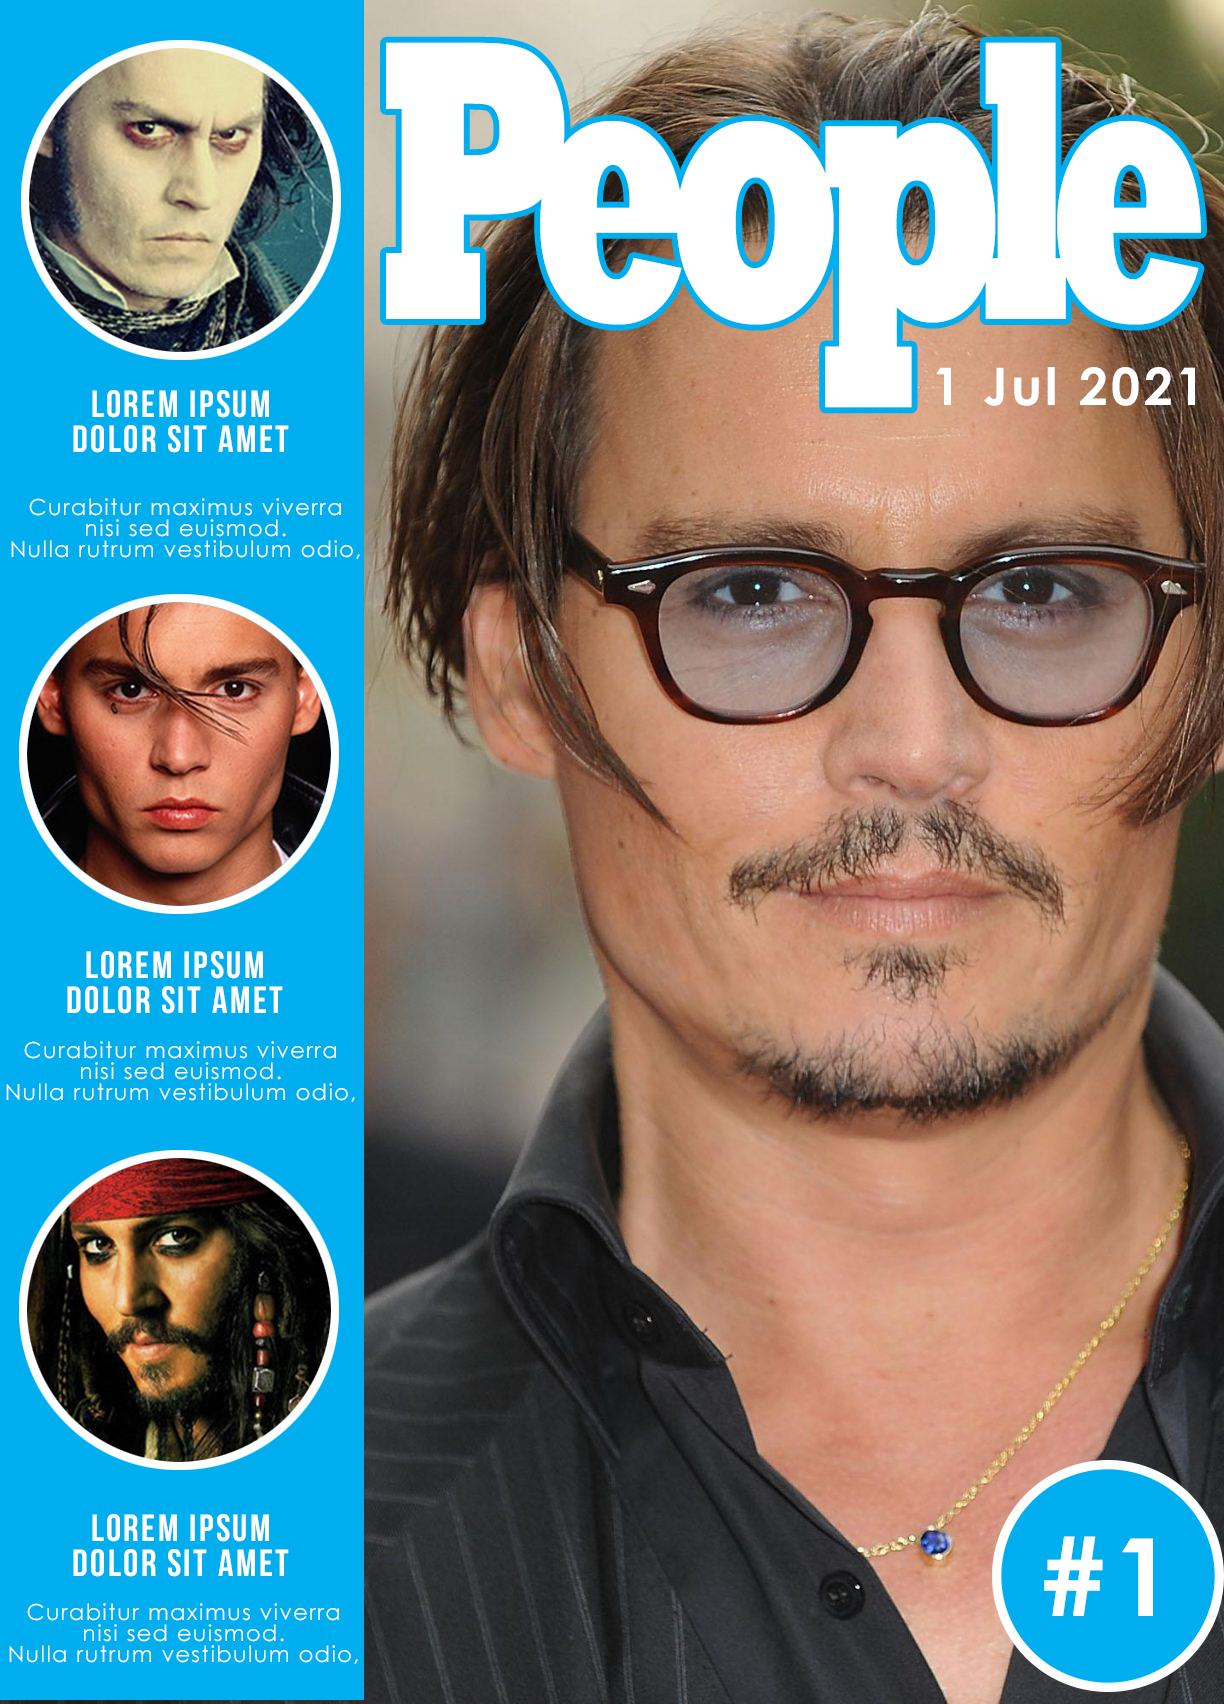 People
1 Jul 2021
LOREM IPSUM
DOLOR SIT AMET
Curabitur maximus viverra
nisi sed euismod.
Nulla rutrum vestibulum odio,
LOREM IPSUM
DOLOR SIT AMET
Curabitur maximus viverra
nisi sed euismod.
Nulla rutrum vestibulum odio,
LOREM IPSUM
DOLOR SIT AMET
Curabitur maximus viverra
nisi sed euismod.
Nulla rutrum vestibulum odio,
#1